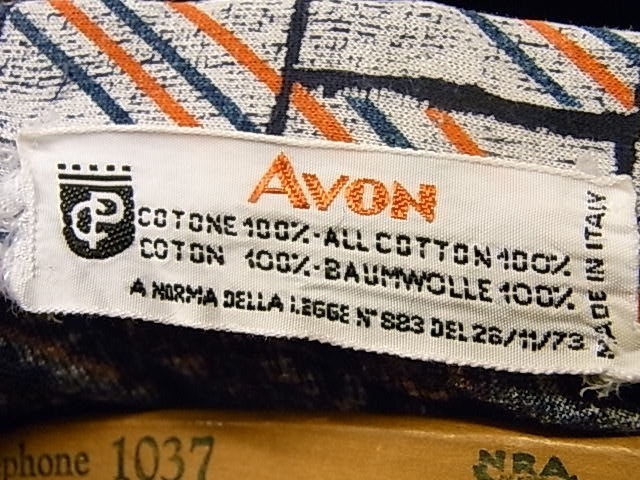 AVON
COTONE 100%-ALL COTTON 100%
COTON 100%-BAUMWOLLE 100%
A NORMA DELLA LEGGE N° 883 DEL 26/11/73
MADE IN ITALY
phone 1037
NRA